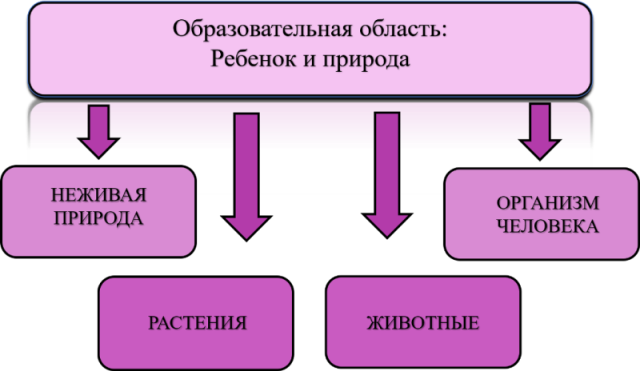 Образовательная область:
Ребенок и природа
НЕЖИВАЯ
ПРИРОДА
ОРГАНИЗМ
ЧЕЛОВЕКА
РАСТЕНИЯ
ЖИВОТНЫЕ